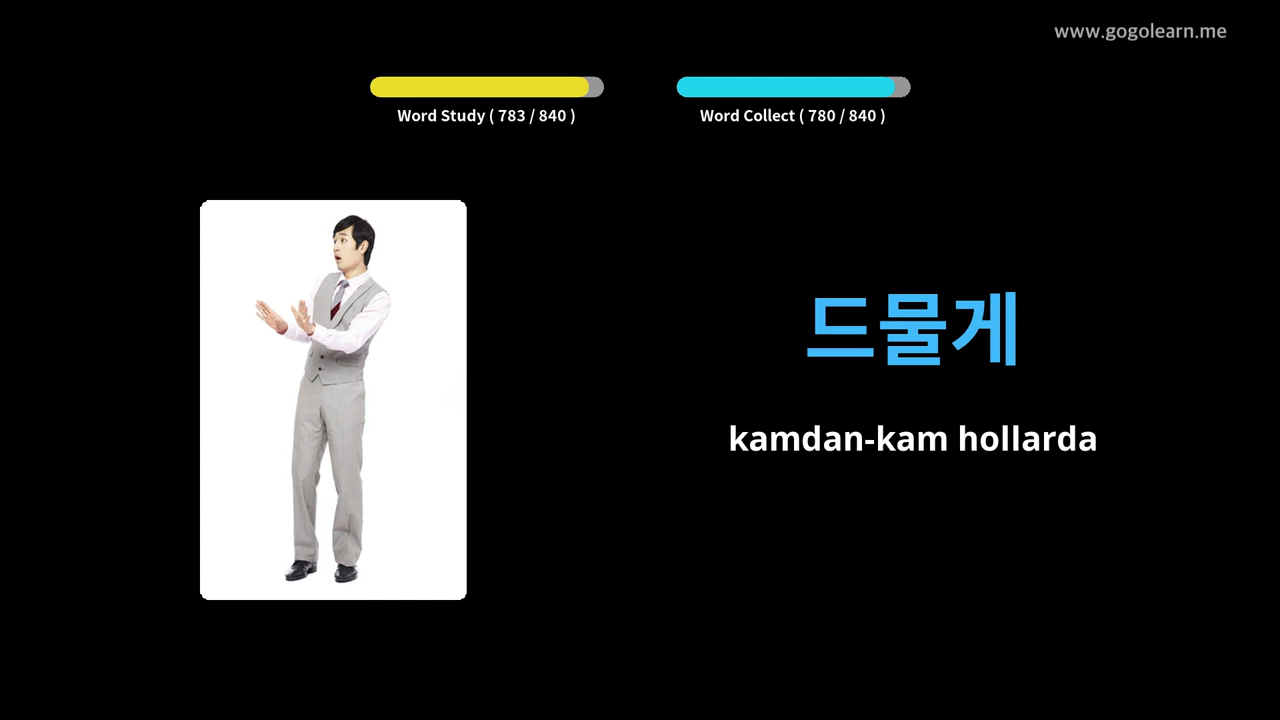 www.gogolearn.me
Word Study ( 783 / 840 )
Word Collect ( 780 / 840 )
드물게
kamdan-kam hollarda